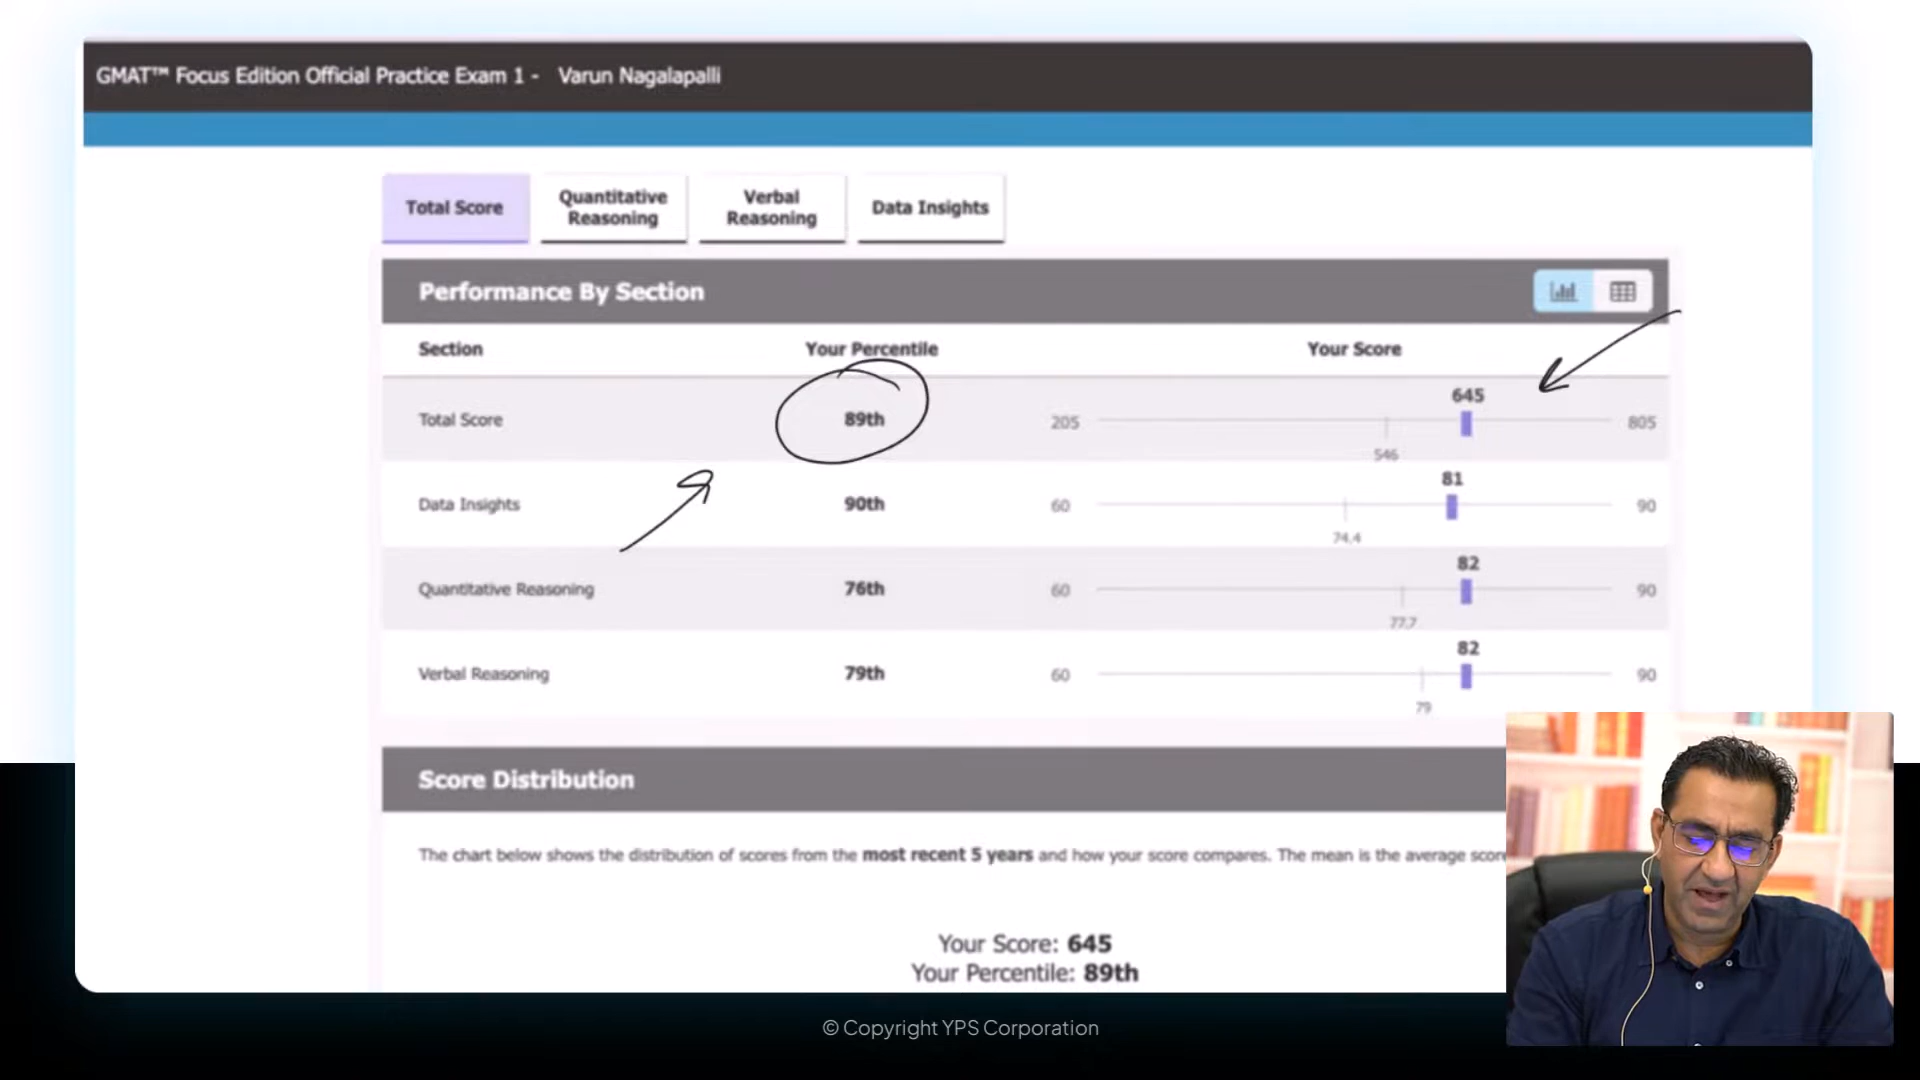 GMAT™ Focus Edition Official Practice Exam 1 - Varun Nagalapalli
Total Score
Quantitative
Reasoning
Verbal
Reasoning
Data Insights
Performance By Section
Section Your Percentile Your Score
Total Score 89th 205 546 645 805
Data Insights 90th 60 74.4 81 90
Quantitative Reasoning 76th 60 77.7 82 90
Verbal Reasoning 79th 60 79 82 90
Score Distribution
The chart below shows the distribution of scores from the most recent 5 years and how your score compares. The mean is the average score
Your Score: 645
Your Percentile: 89th
© Copyright YPS Corporation